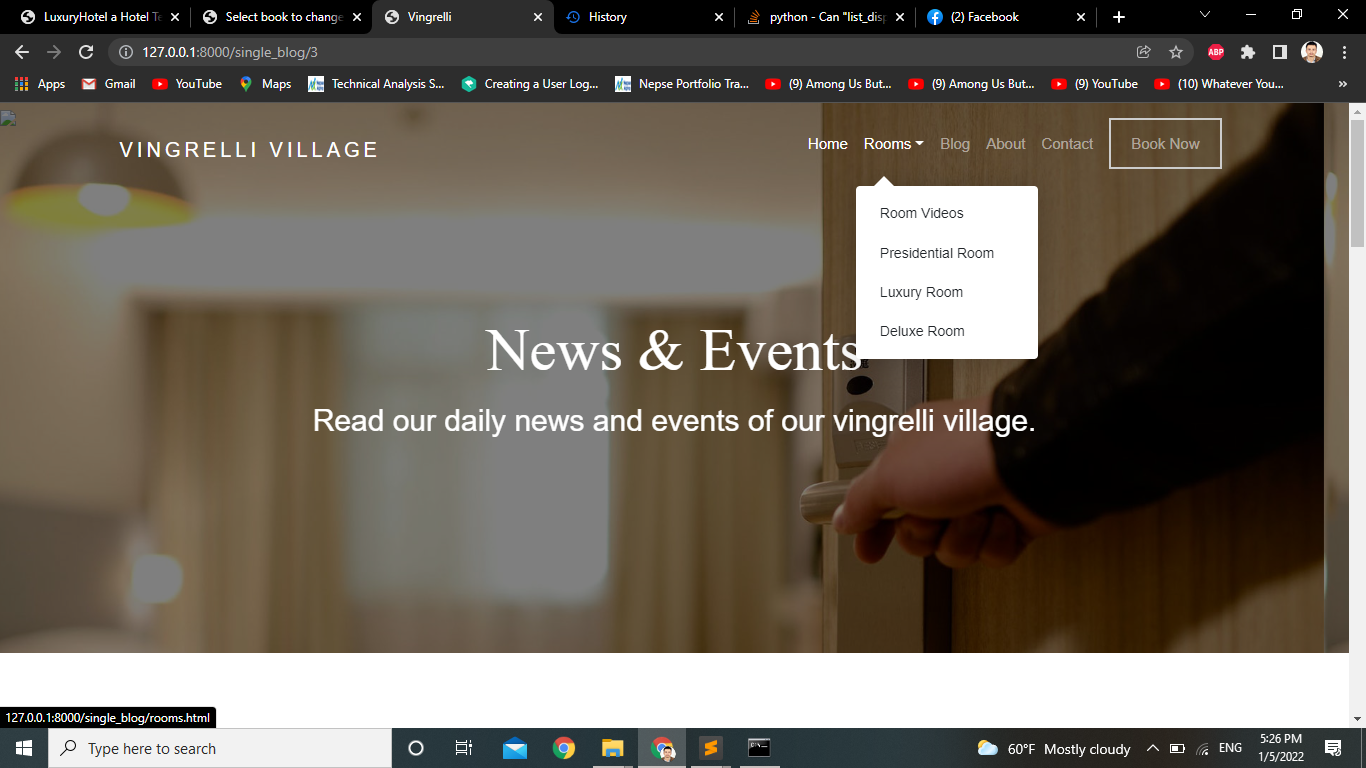 LuxuryHotel a Hotel Te
Select book to change
Vingrelli
History
python - Can "list_disp
(2) Facebook
127.0.0.1:8000/single_blog/3
ABP
Apps
Gmail
YouTube
Maps
Technical Analysis S...
Creating a User Log...
Nepse Portfolio Tra...
(9) Among Us But...
(9) Among Us But...
(9) YouTube
(10) Whatever You...
»
VINGRELLI VILLAGE
Home
Rooms
Blog
About
Contact
Book Now
Room Videos
Presidential Room
Luxury Room
Deluxe Room
News & Events
Read our daily news and events of our vingrelli village.
127.0.0.1:8000/single_blog/rooms.html
Type here to search
60°F Mostly cloudy
ENG
5:26 PM
1/5/2022